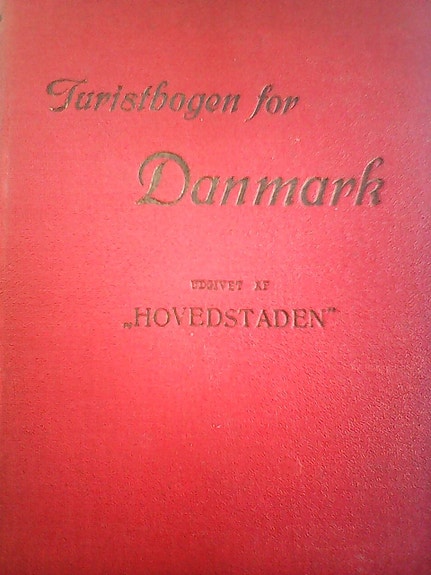 Turistbogen for
Danmark
UDGIVET AF
„HOVEDSTADEN"